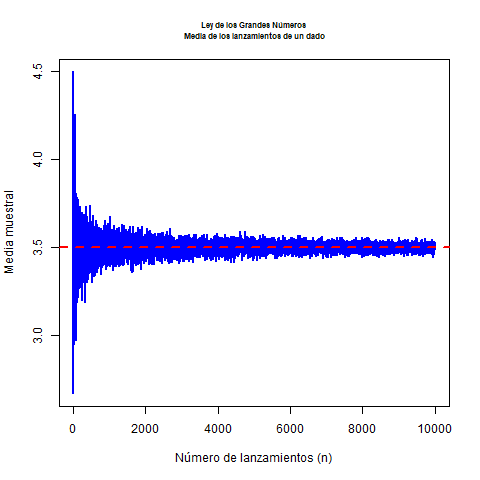 Ley de los Grandes Números
Media de los lanzamientos de un dado
4.5
4.0
3.5
3.0
Media muestral
0
2000
4000
6000
8000
10000
Número de lanzamientos (n)